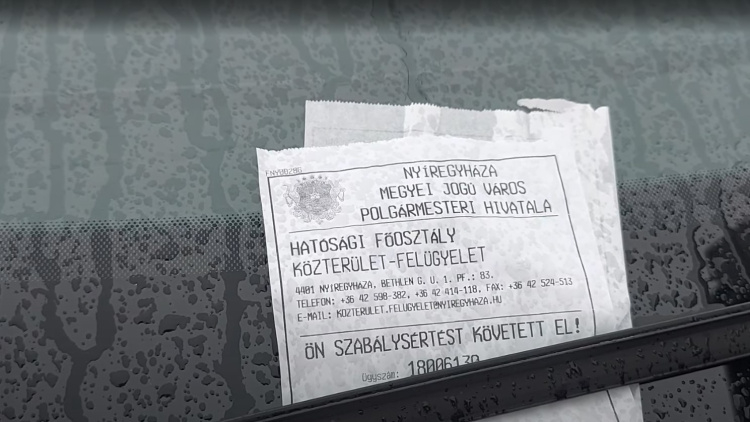 NYÍREGYHÁZA
MEGYEI JOGÚ VÁROS
POLGÁRMESTERI HIVATALA
HATÓSÁGI FŐOSZTÁLY
KÖZTERÜLET-FELÜGYELET
4401 NYÍREGYHÁZA, BETHLEN G. U. 1. PF.: 83.
TELEFON: +36 42 598-382, +36 42 414-118, FAX: +36 42 524-513
E-MAIL: KOZTERULET.FELUGYELET@NYIREGYHAZA.HU
ÖN SZABÁLYSÉRTÉST KÖVETETT EL!
Ügyszám: 1800613